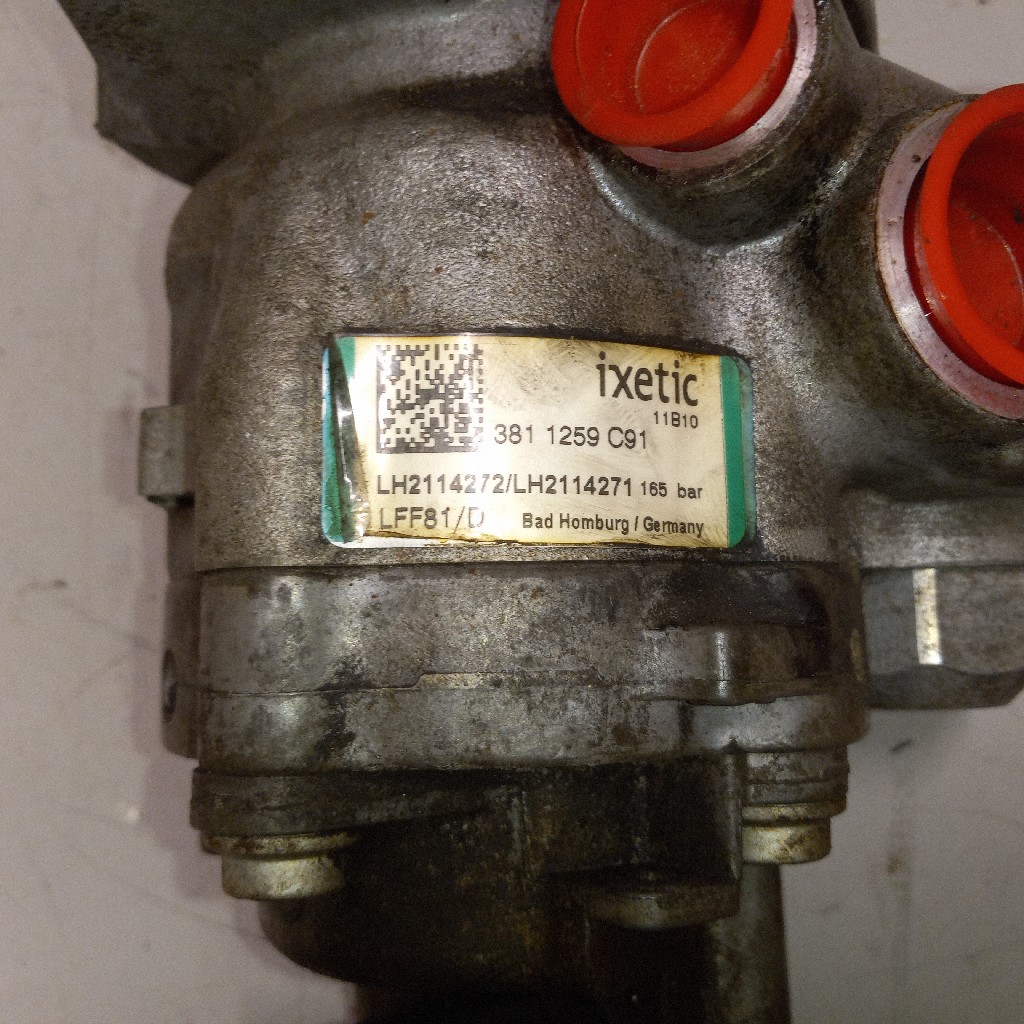 ixetic
11B10
381 1259 C91
LH2114272/LH2114271 165 bar
LFF81/D Bad Homburg / Germany